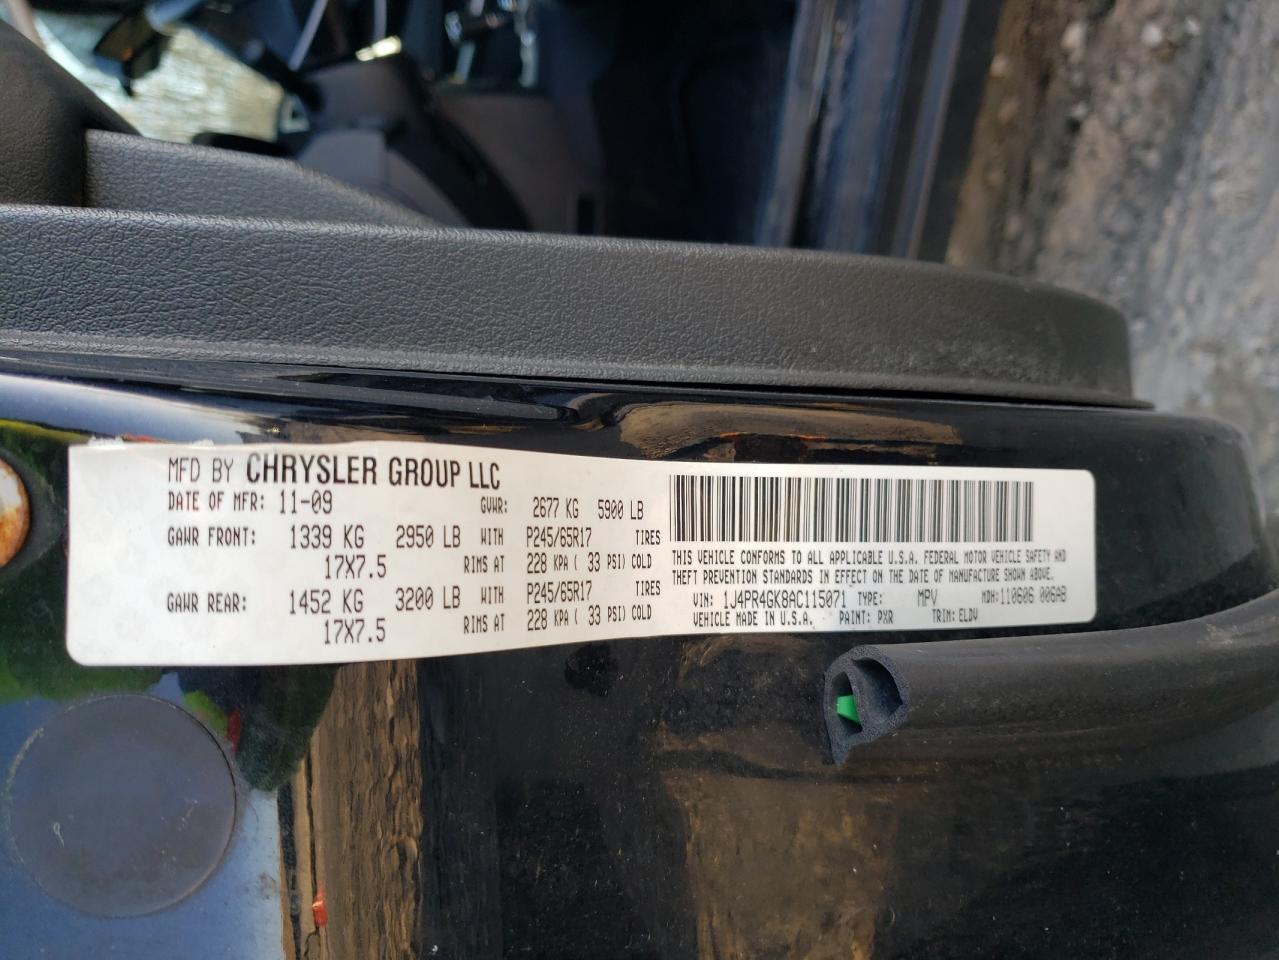 MFD BY CHRYSLER GROUP LLC
DATE OF MFR: 11-09 GVWR: 2677 KG 5900 LB
GAWR FRONT: 1339 KG 2950 LB WITH P245/65R17 TIRES
17X7.5 RIMS AT 228 KPA ( 33 PSI) COLD
GAWR REAR: 1452 KG 3200 LB WITH P245/65R17 TIRES
17X7.5 RIMS AT 228 KPA ( 33 PSI) COLD
THIS VEHICLE CONFORMS TO ALL APPLICABLE U.S.A. FEDERAL MOTOR VEHICLE SAFETY AND
THEFT PREVENTION STANDARDS IN EFFECT ON THE DATE OF MANUFACTURE SHOWN ABOVE.
VIN: 1J4PR4GK8AC115071 TYPE: MPV MDH:110606 006AB
VEHICLE MADE IN U.S.A. PAINT: PXR TRIM: ELDV